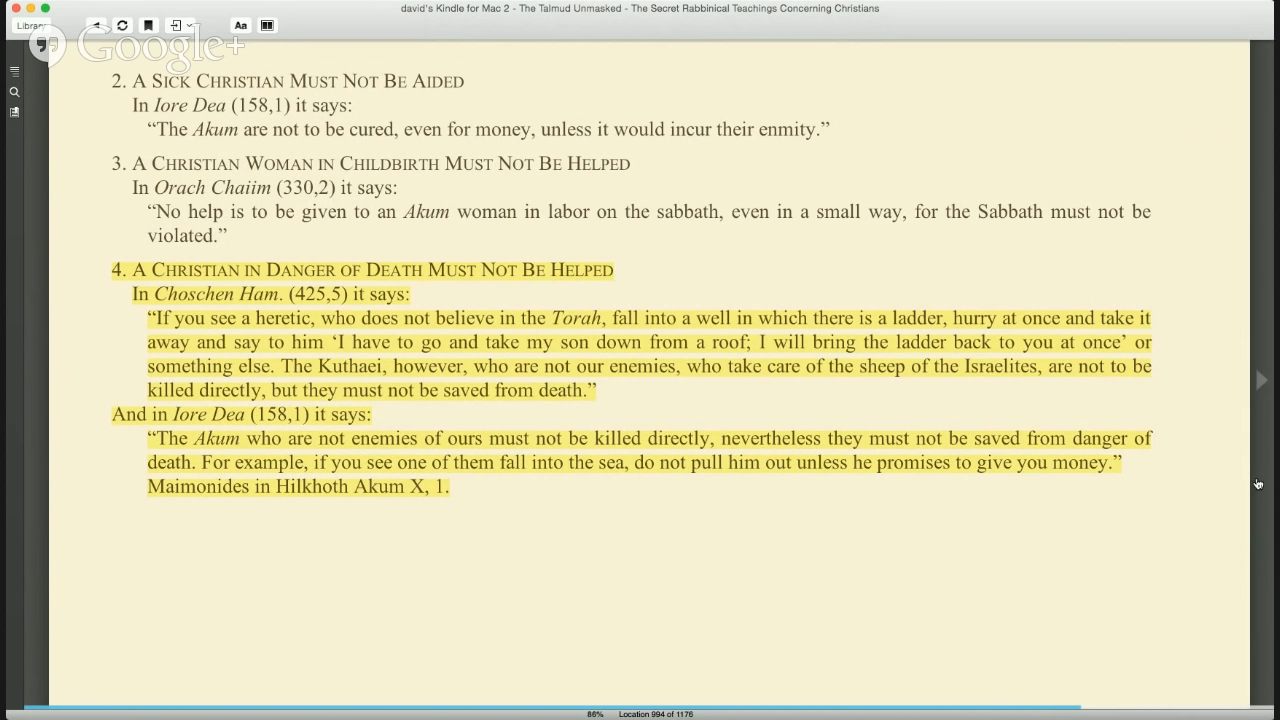 david's Kindle for Mac 2 - The Talmud Unmasked - The Secret Rabbinical Teachings Concerning Christians
Library
Aa
Google+
2. A SICK CHRISTIAN MUST NOT BE AIDED
In Iore Dea (158,1) it says:
“The Akum are not to be cured, even for money, unless it would incur their enmity.”
3. A CHRISTIAN WOMAN IN CHILDBIRTH MUST NOT BE HELPED
In Orach Chaiim (330,2) it says:
“No help is to be given to an Akum woman in labor on the sabbath, even in a small way, for the Sabbath must not be
violated.”
4. A CHRISTIAN IN DANGER OF DEATH MUST NOT BE HELPED
In Choschen Ham. (425,5) it says:
“If you see a heretic, who does not believe in the Torah, fall into a well in which there is a ladder, hurry at once and take it
away and say to him ‘I have to go and take my son down from a roof; I will bring the ladder back to you at once’ or
something else. The Kuthaei, however, who are not our enemies, who take care of the sheep of the Israelites, are not to be
killed directly, but they must not be saved from death.”
And in Iore Dea (158,1) it says:
“The Akum who are not enemies of ours must not be killed directly, nevertheless they must not be saved from danger of
death. For example, if you see one of them fall into the sea, do not pull him out unless he promises to give you money.”
Maimonides in Hilkhoth Akum X, 1.
86% Location 994 of 1176